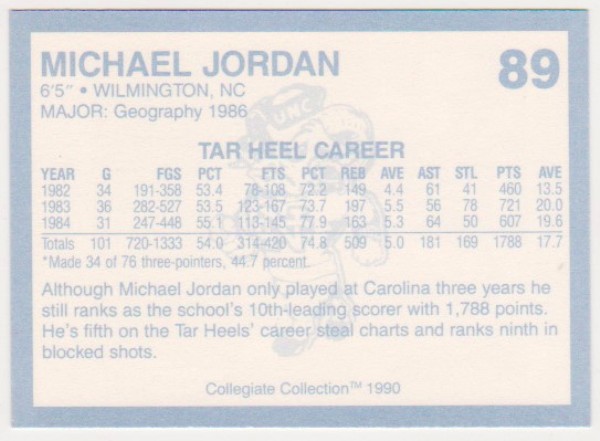 MICHAEL JORDAN 89
6'5" • WILMINGTON, NC
MAJOR: Geography 1986
UNC
TAR HEEL CAREER
YEAR G FGS PCT FTS PCT REB AVE AST STL PTS AVE
1982 34 191-358 53.4 78-108 72.2 149 4.4 61 41 460 13.5
1983 36 282-527 53.5 123-167 73.7 197 5.5 56 78 721 20.0
1984 31 247-448 55.1 113-145 77.9 163 5.3 64 50 607 19.6
Totals 101 720-1333 54.0 314-420 74.8 509 5.0 181 169 1788 17.7
*Made 34 of 76 three-pointers, 44.7 percent.
Although Michael Jordan only played at Carolina three years he
still ranks as the school's 10th-leading scorer with 1,788 points.
He's fifth on the Tar Heels' career steal charts and ranks ninth in
blocked shots.
Collegiate Collection™ 1990